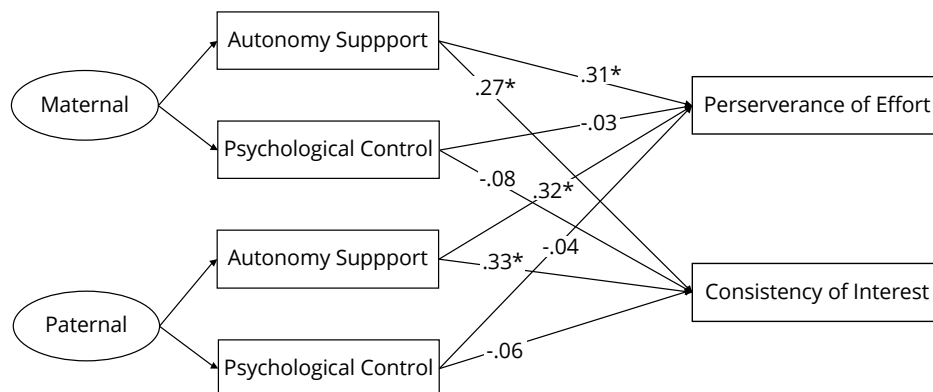 Autonomy Suppport
Maternal
Psychological Control
Autonomy Suppport
Paternal
Psychological Control
.31*
.27*
-.03
-.08
.32*
-.04
.33*
-.06
Perserverance of Effort
Consistency of Interest